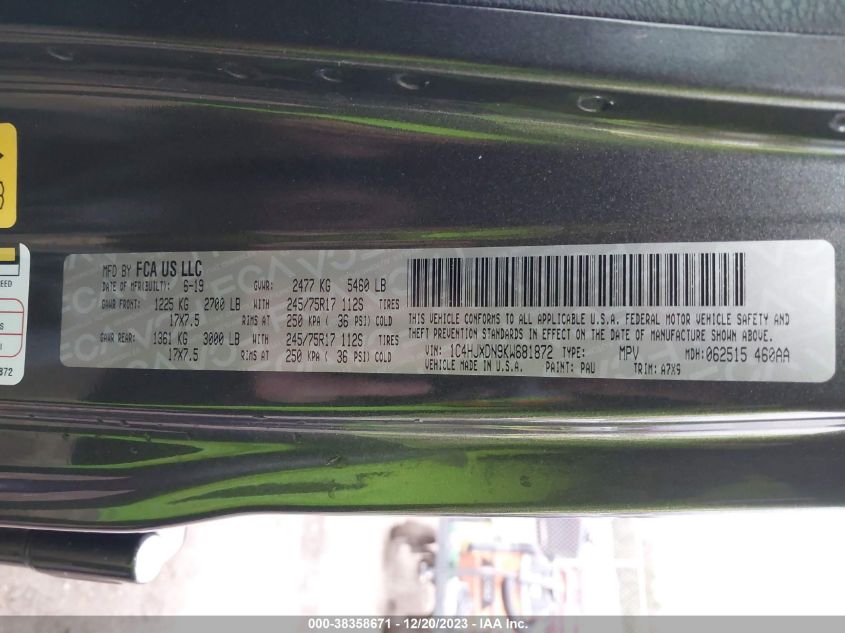 MFD BY FCA US LLC
DATE OF MFR(BUILT): 6-19 GVWR: 2477 KG 5460 LB
GAWR FRONT: 1225 KG 2700 LB WITH 245/75R17 112S TIRES
17X7.5 RIMS AT 250 KPA ( 36 PSI) COLD
GAWR REAR: 1361 KG 3000 LB WITH 245/75R17 112S TIRES
17X7.5 RIMS AT 250 KPA ( 36 PSI) COLD
THIS VEHICLE CONFORMS TO ALL APPLICABLE U.S.A. FEDERAL MOTOR VEHICLE SAFETY AND
THEFT PREVENTION STANDARDS IN EFFECT ON THE DATE OF MANUFACTURE SHOWN ABOVE.
VIN: 1C4HJXDN9KW681872 TYPE: MPV MDH: 062515 460AA
VEHICLE MADE IN U.S.A. PAINT: PAU TRIM: A7X9
1872
38358671 - 12/20/2023 - IAA Inc.